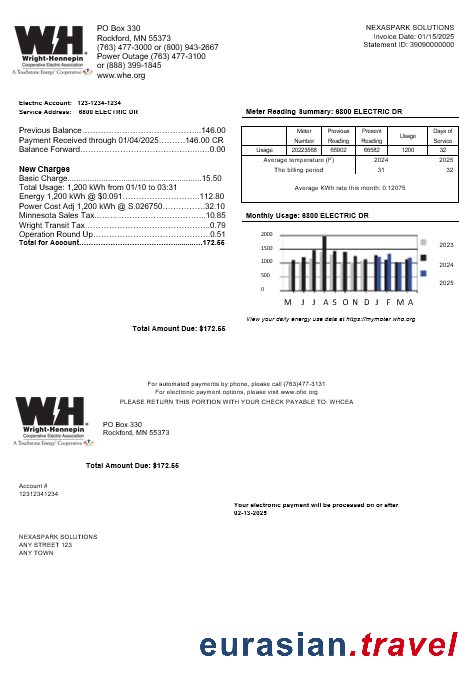 WH
Wright-Hennepin
Cooperative Electric Association
A Touchstone Energy® Cooperative
PO Box 330
Rockford, MN 55373
(763) 477-3000 or (800) 943-2667
Power Outage (763) 477-3100
or (888) 399-1845
www.whe.org
NEXASPARK SOLUTIONS
Invoice Date: 01/15/2025
Statement ID: 39090000000
Electric Account: 123-1234-1234
Service Address: 6800 ELECTRIC DR
Previous Balance.................................146.00
Payment Received through 01/04/2025..........146.00 CR
Balance Forward.....................................0.00
New Charges
Basic Charge.......................................15.50
Total Usage: 1,200 kWh from 01/10 to 03:31
Energy 1,200 kWh @ $0.091.....................112.80
Power Cost Adj 1,200 kWh @ S.026750..........32.10
Minnesota Sales Tax..............................10.85
Wright Transit Tax.................................0.79
Operation Round Up...............................0.51
Total for Account..................................172.55
Total Amount Due: $172.55
Meter Reading Summary: 6800 ELECTRIC DR
Meter Number Previous Reading Present Reading Usage Days of Service
Usage 20223568 65902 66582 1200 32
Average temperature (F) 2024 2025
The billing period 31 32
Average KWh rate this month: 0.12075
Monthly Usage: 6800 ELECTRIC DR
2000
1500
1000
500
0
M J J A S O N D J F M A
2023
2024
2025
View your daily energy use data at https://mymeter.who.org
For automated payments by phone, please call (763)477-3131
For electronic payment options, please visit www.olie org
PLEASE RETURN THIS PORTION WITH YOUR CHECK PAYABLE TO: WHCEA
WH
Wright-Hennepin
Cooperative Electric Association
A Touchstone Energy® Cooperative
PO Box 330
Rockford, MN 55373
Total Amount Due: $172.55
Account #
12312341234
Your electronic payment will be processed on or after
02-13-2025
NEXASPARK SOLUTIONS
ANY STREET 123
ANY TOWN
eurasian.travel